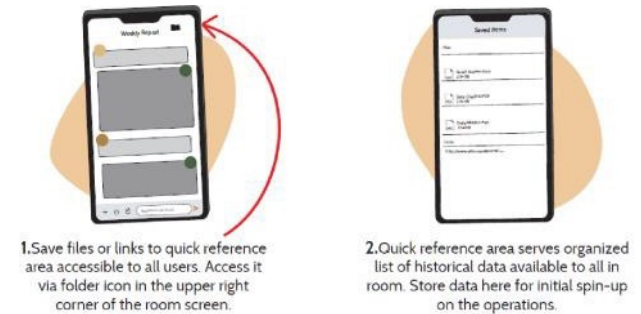 Weekly Report
1.Save files or links to quick reference
area accessible to all users. Access it
via folder icon in the upper right
corner of the room screen.
Saved Items
2.Quick reference area serves organized
list of historical data available to all in
room. Store data here for initial spin-up
on the operations.